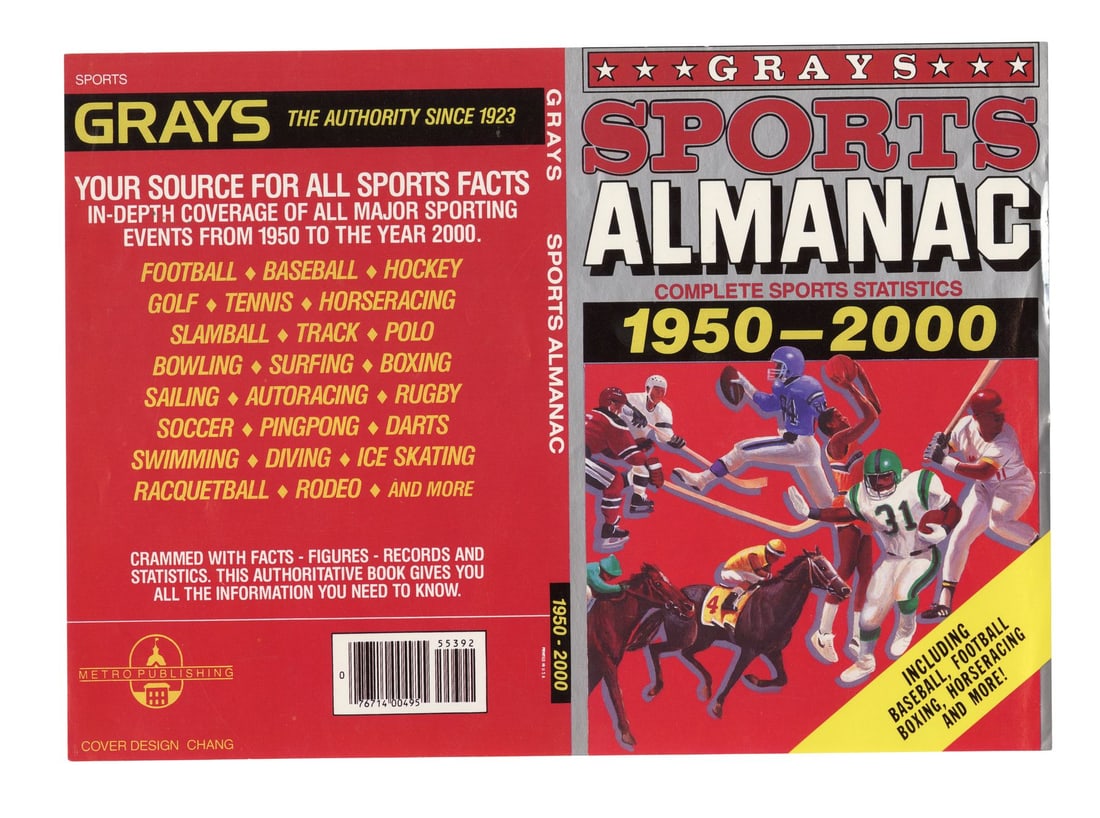 SPORTS
GRAYS THE AUTHORITY SINCE 1923
YOUR SOURCE FOR ALL SPORTS FACTS
IN-DEPTH COVERAGE OF ALL MAJOR SPORTING
EVENTS FROM 1950 TO THE YEAR 2000.
FOOTBALL ♦ BASEBALL ♦ HOCKEY
GOLF ♦ TENNIS ♦ HORSERACING
SLAMBALL ♦ TRACK ♦ POLO
BOWLING ♦ SURFING ♦ BOXING
SAILING ♦ AUTORACING ♦ RUGBY
SOCCER ♦ PINGPONG ♦ DARTS
SWIMMING ♦ DIVING ♦ ICE SKATING
RACQUETBALL ♦ RODEO ♦ AND MORE
CRAMMED WITH FACTS - FIGURES - RECORDS AND
STATISTICS. THIS AUTHORITATIVE BOOK GIVES YOU
ALL THE INFORMATION YOU NEED TO KNOW.
METRO PUBLISHING
55392
0 76714 00495
COVER DESIGN CHANG
GRAYS SPORTS ALMANAC 1950 - 2000
PRINTED IN U.S.A.
★★★GRAYS★★★
SPORTS
ALMANAC
COMPLETE SPORTS STATISTICS
1950—2000
84
31
4
INCLUDING
BASEBALL, FOOTBALL
BOXING, HORSERACING
AND MORE!